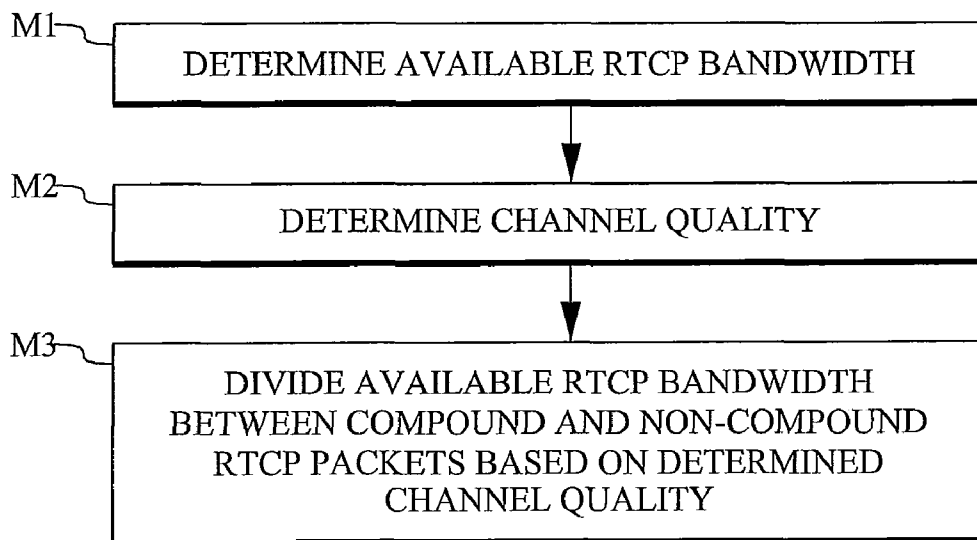 M1
DETERMINE AVAILABLE RTCP BANDWIDTH
M2
DETERMINE CHANNEL QUALITY
M3
DIVIDE AVAILABLE RTCP BANDWIDTH
BETWEEN COMPOUND AND NON-COMPOUND
RTCP PACKETS BASED ON DETERMINED
CHANNEL QUALITY